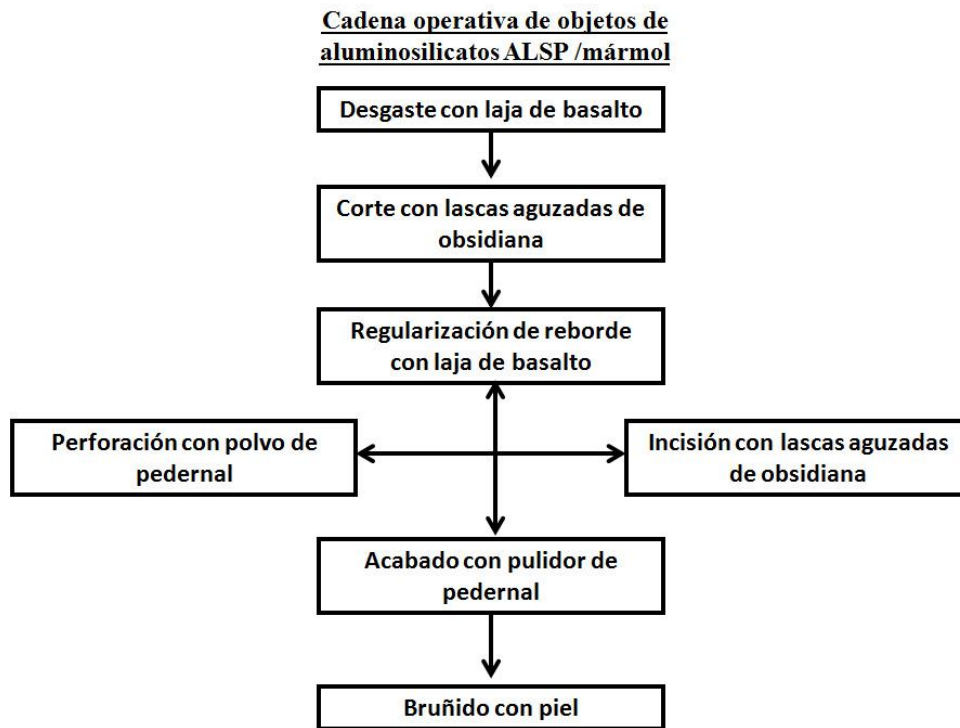 Cadena operativa de objetos de
aluminosilicatos ALSP /mármol
Desgaste con laja de basalto
Corte con lascas aguzadas de
obsidiana
Regularización de reborde
con laja de basalto
Perforación con polvo de
pedernal
Incisión con lascas aguzadas
de obsidiana
Acabado con pulidor de
pedernal
Bruñido con piel